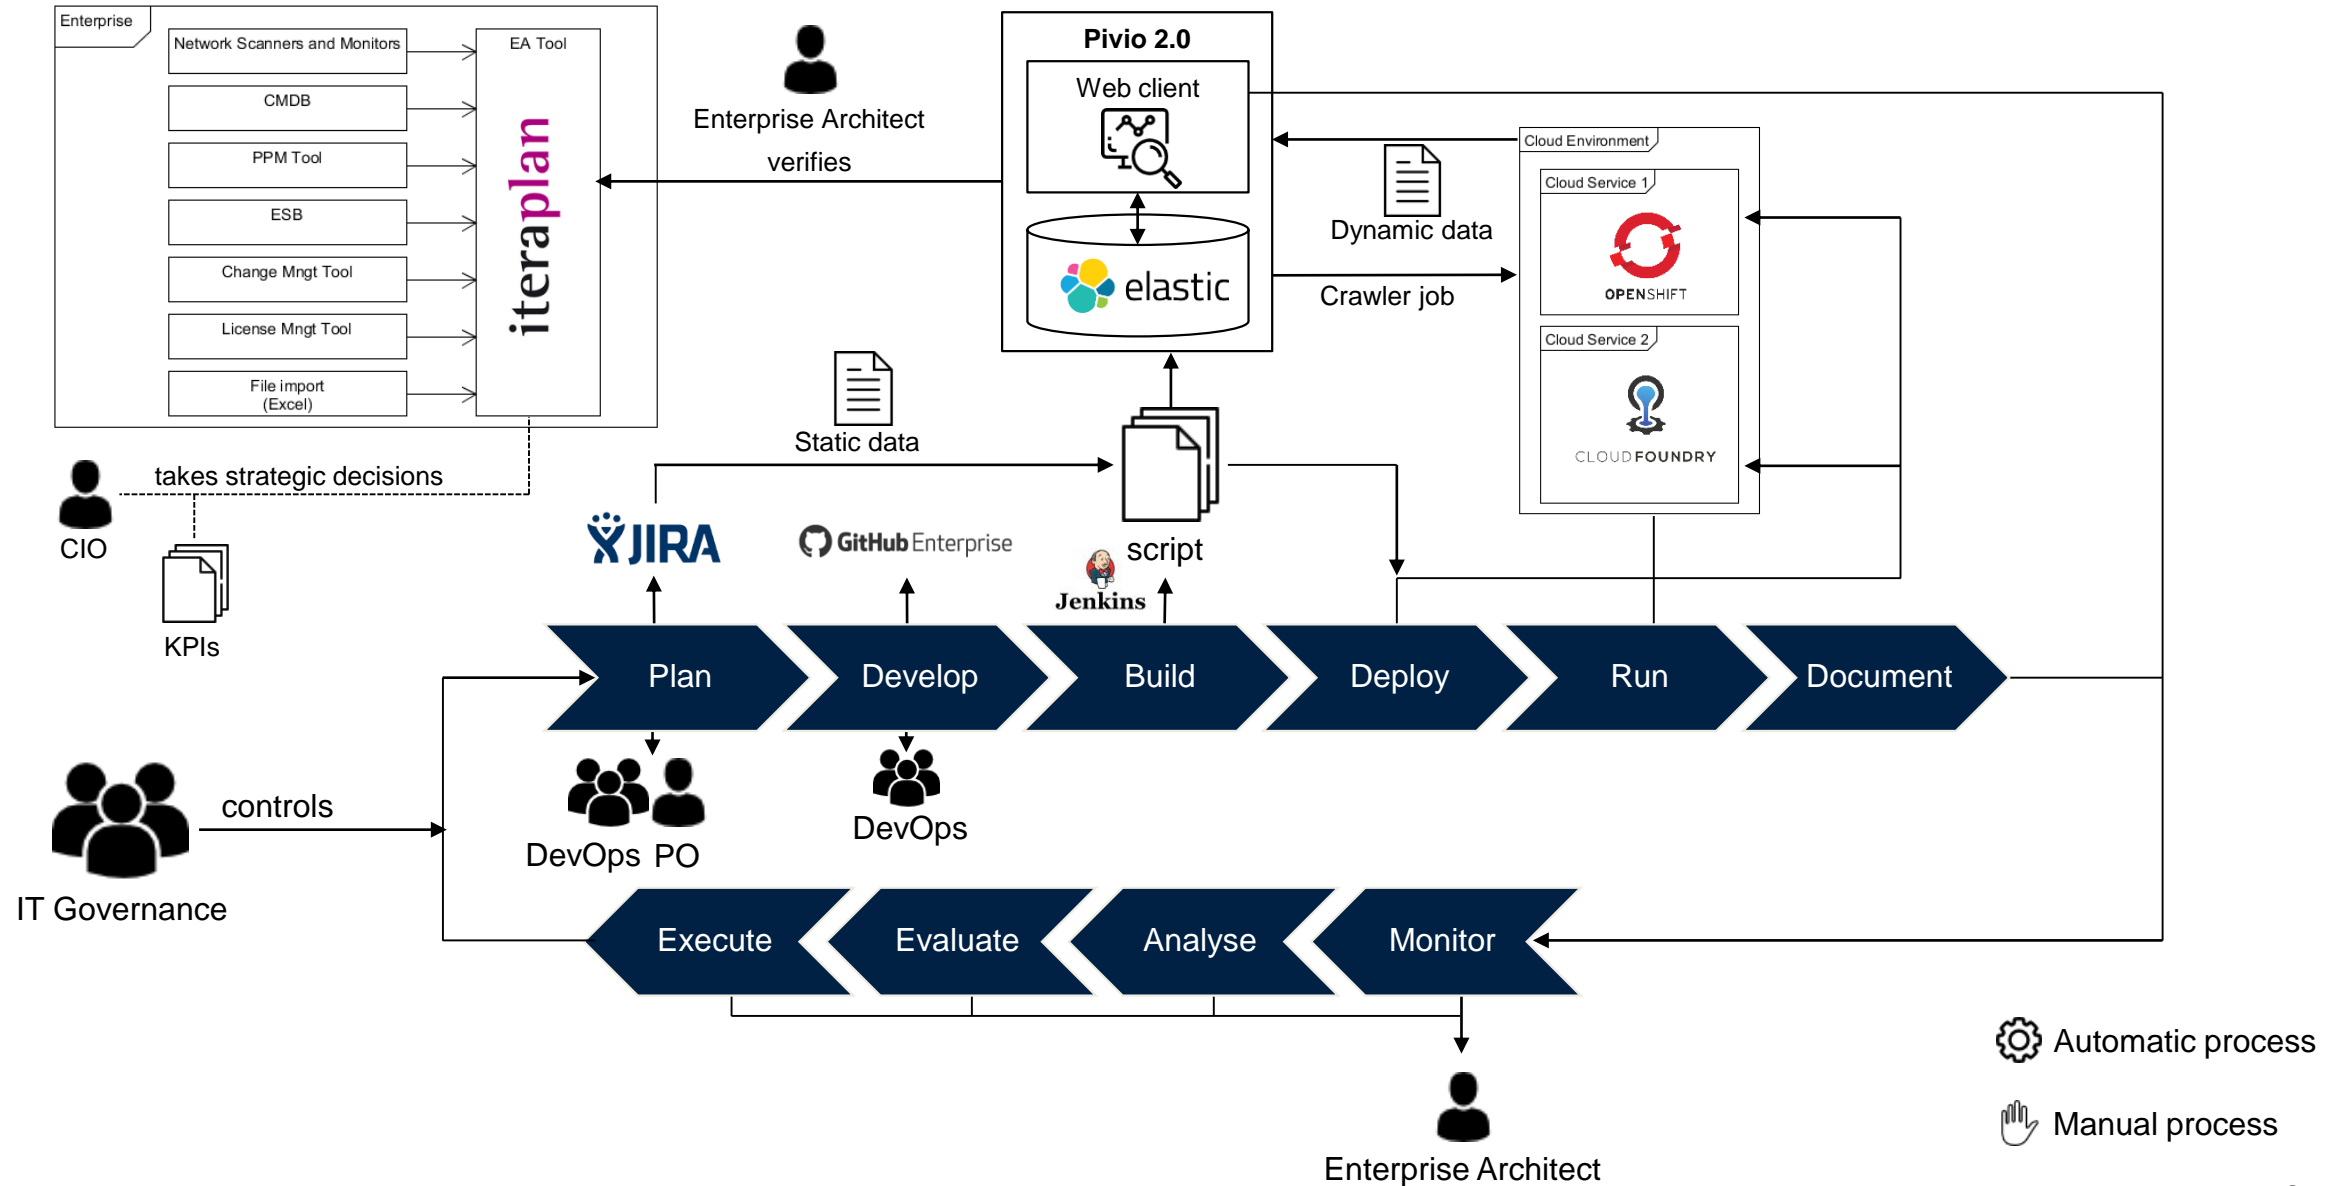 Enterprise
Network Scanners and Monitors
CMDB
PPM Tool
ESB
Change Mngt Tool
License Mngt Tool
File import
(Excel)
EA Tool
iteraplan
Enterprise Architect
verifies
Pivio 2.0
Web client
elastic
Dynamic data
Crawler job
Cloud Environment
Cloud Service 1
OPENSHIFT
Cloud Service 2
CLOUDFOUNDRY
takes strategic decisions
CIO
KPIs
Static data
JIRA
GitHub Enterprise
Jenkins
script
Plan
Develop
Build
Deploy
Run
Document
DevOps
PO
DevOps
controls
IT Governance
Execute
Evaluate
Analyse
Monitor
Enterprise Architect
Automatic process
Manual process